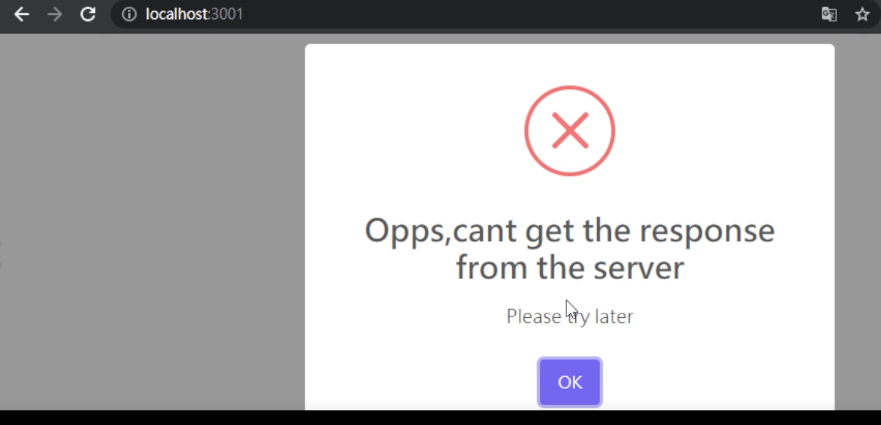 localhost:3001
Opps,cant get the response
from the server
Please try later
OK